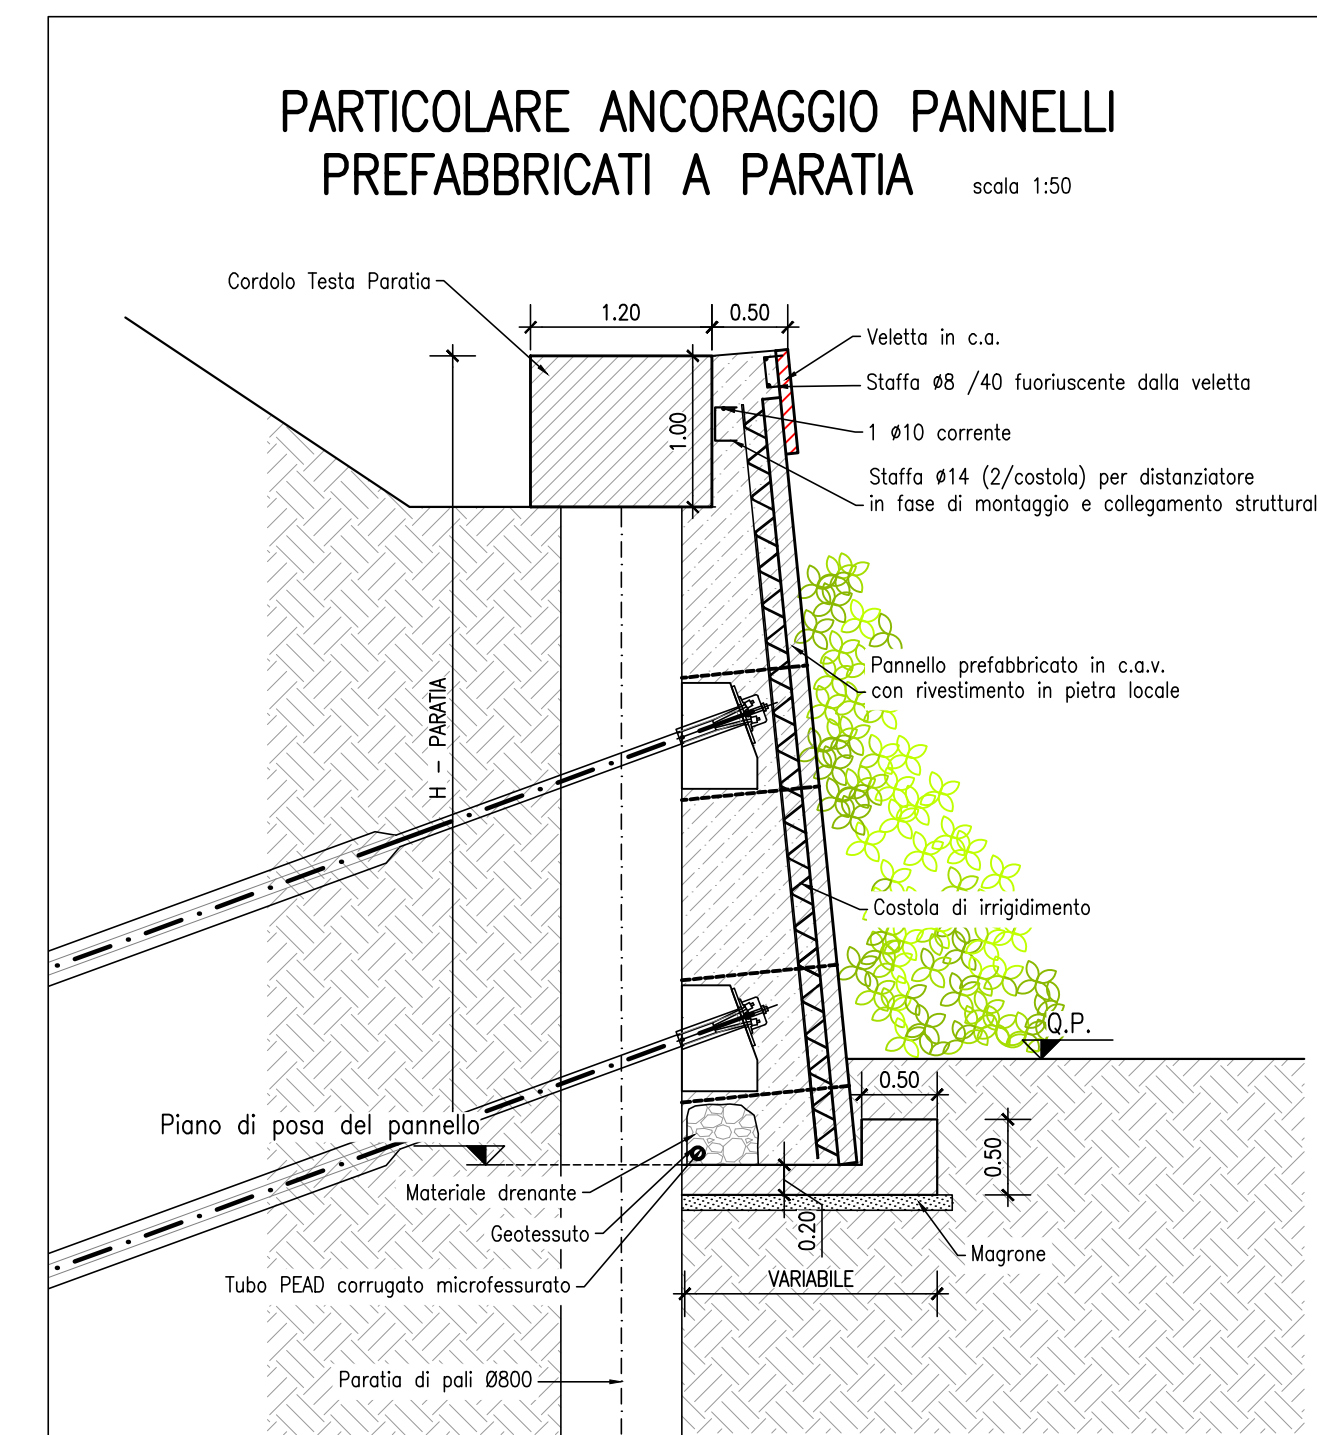 PARTICOLARE ANCORAGGIO PANNELLI
PREFABBRICATI A PARATIA
scala 1:50
Cordolo Testa Paratia
1.20
0.50
Veletta in c.a.
Staffa ø8 /40 fuoriuscente dalla veletta
1.00
1 ø10 corrente
Staffa ø14 (2/costola) per distanziatore
in fase di montaggio e collegamento struttural
Pannello prefabbricato in c.a.v.
con rivestimento in pietra locale
H - PARATIA
Costola di irrigidimento
Q.P.
0.50
Piano di posa del pannello
0.50
Materiale drenante
Geotessuto
0.20
Magrone
Tubo PEAD corrugato microfessurato
VARIABILE
Paratia di pali Ø800